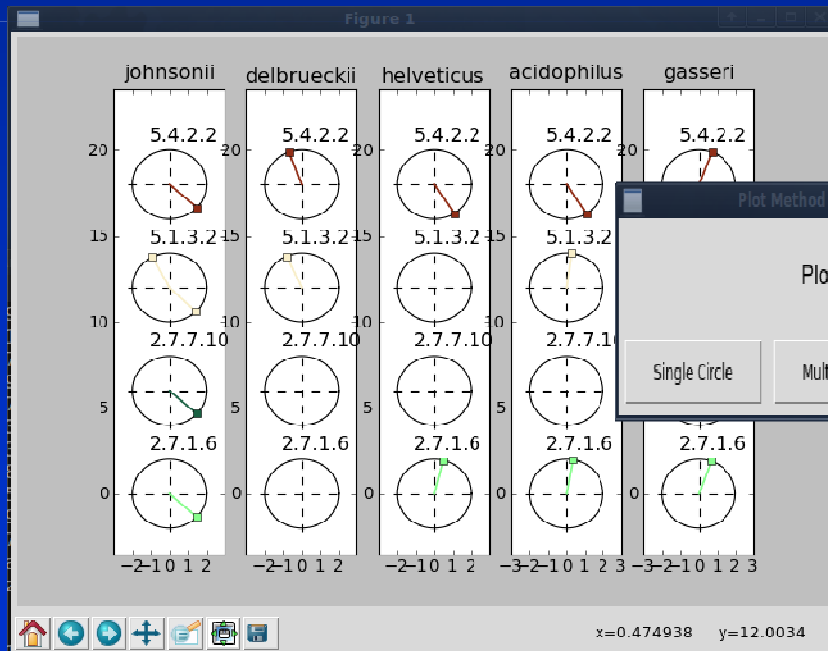 Figure 1
johnsonii delbrueckii helveticus acidophilus gasseri
5.4.2.2 5.4.2.2 5.4.2.2 5.4.2.2 5.4.2.2
20 20 20 20 20
Plot Method
15 5.1.3.2 15 5.1.3.2 15 5.1.3.2 15 5.1.3.2
10 10 10 10
2.7.7.10 2.7.7.10 2.7.7.10
Single Circle
5 5 5 5
2.7.1.6 2.7.1.6 2.7.1.6 2.7.1.6 2.7.1.6
0 0 0 0 0
−2 −1 0 1 2 −2 −1 0 1 2 −2 −1 0 1 2 −3 −2 −1 0 1 2 3 −3 −2 −1 0 1 2 3
x=0.474938 y=12.0034